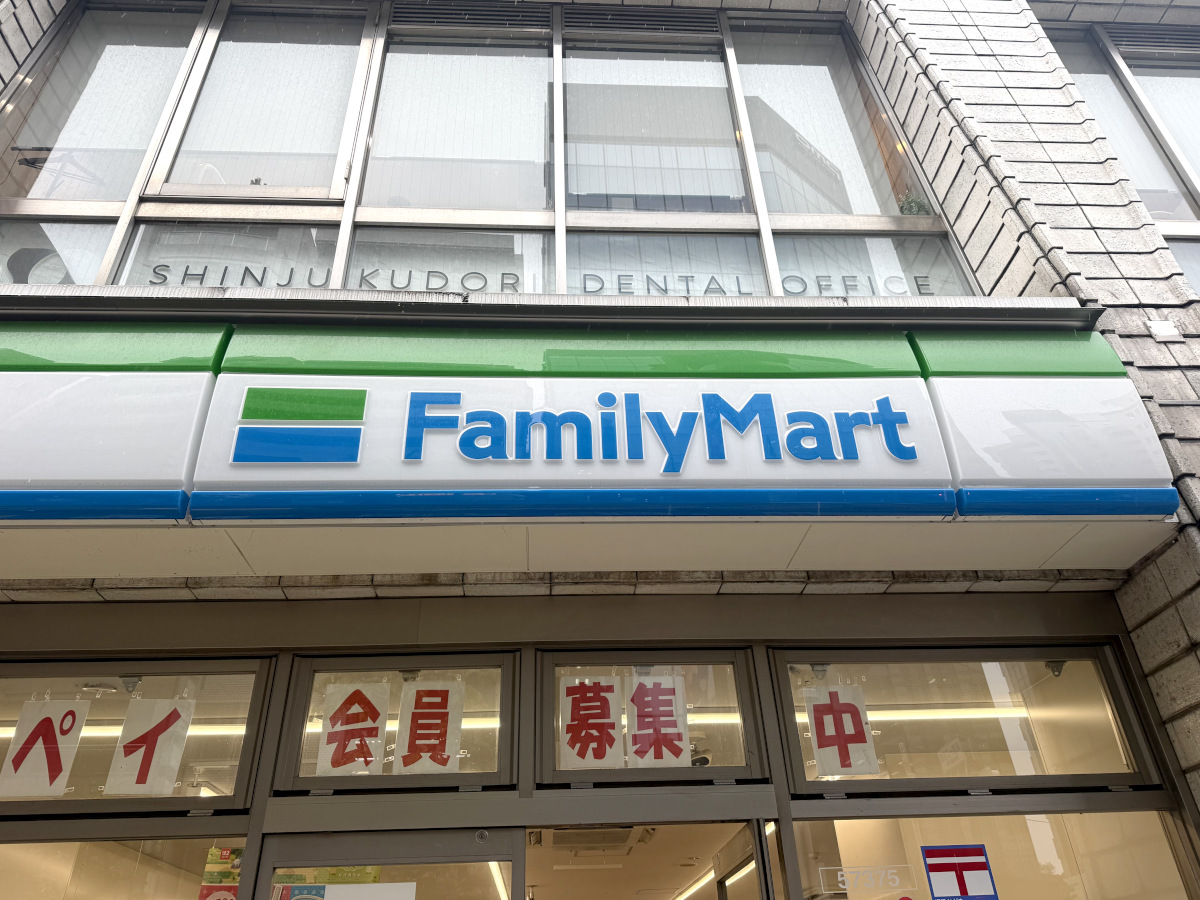 SHINJUKUDORI DENTAL OFFICE
FamilyMart
ペイ会員募集中
57375